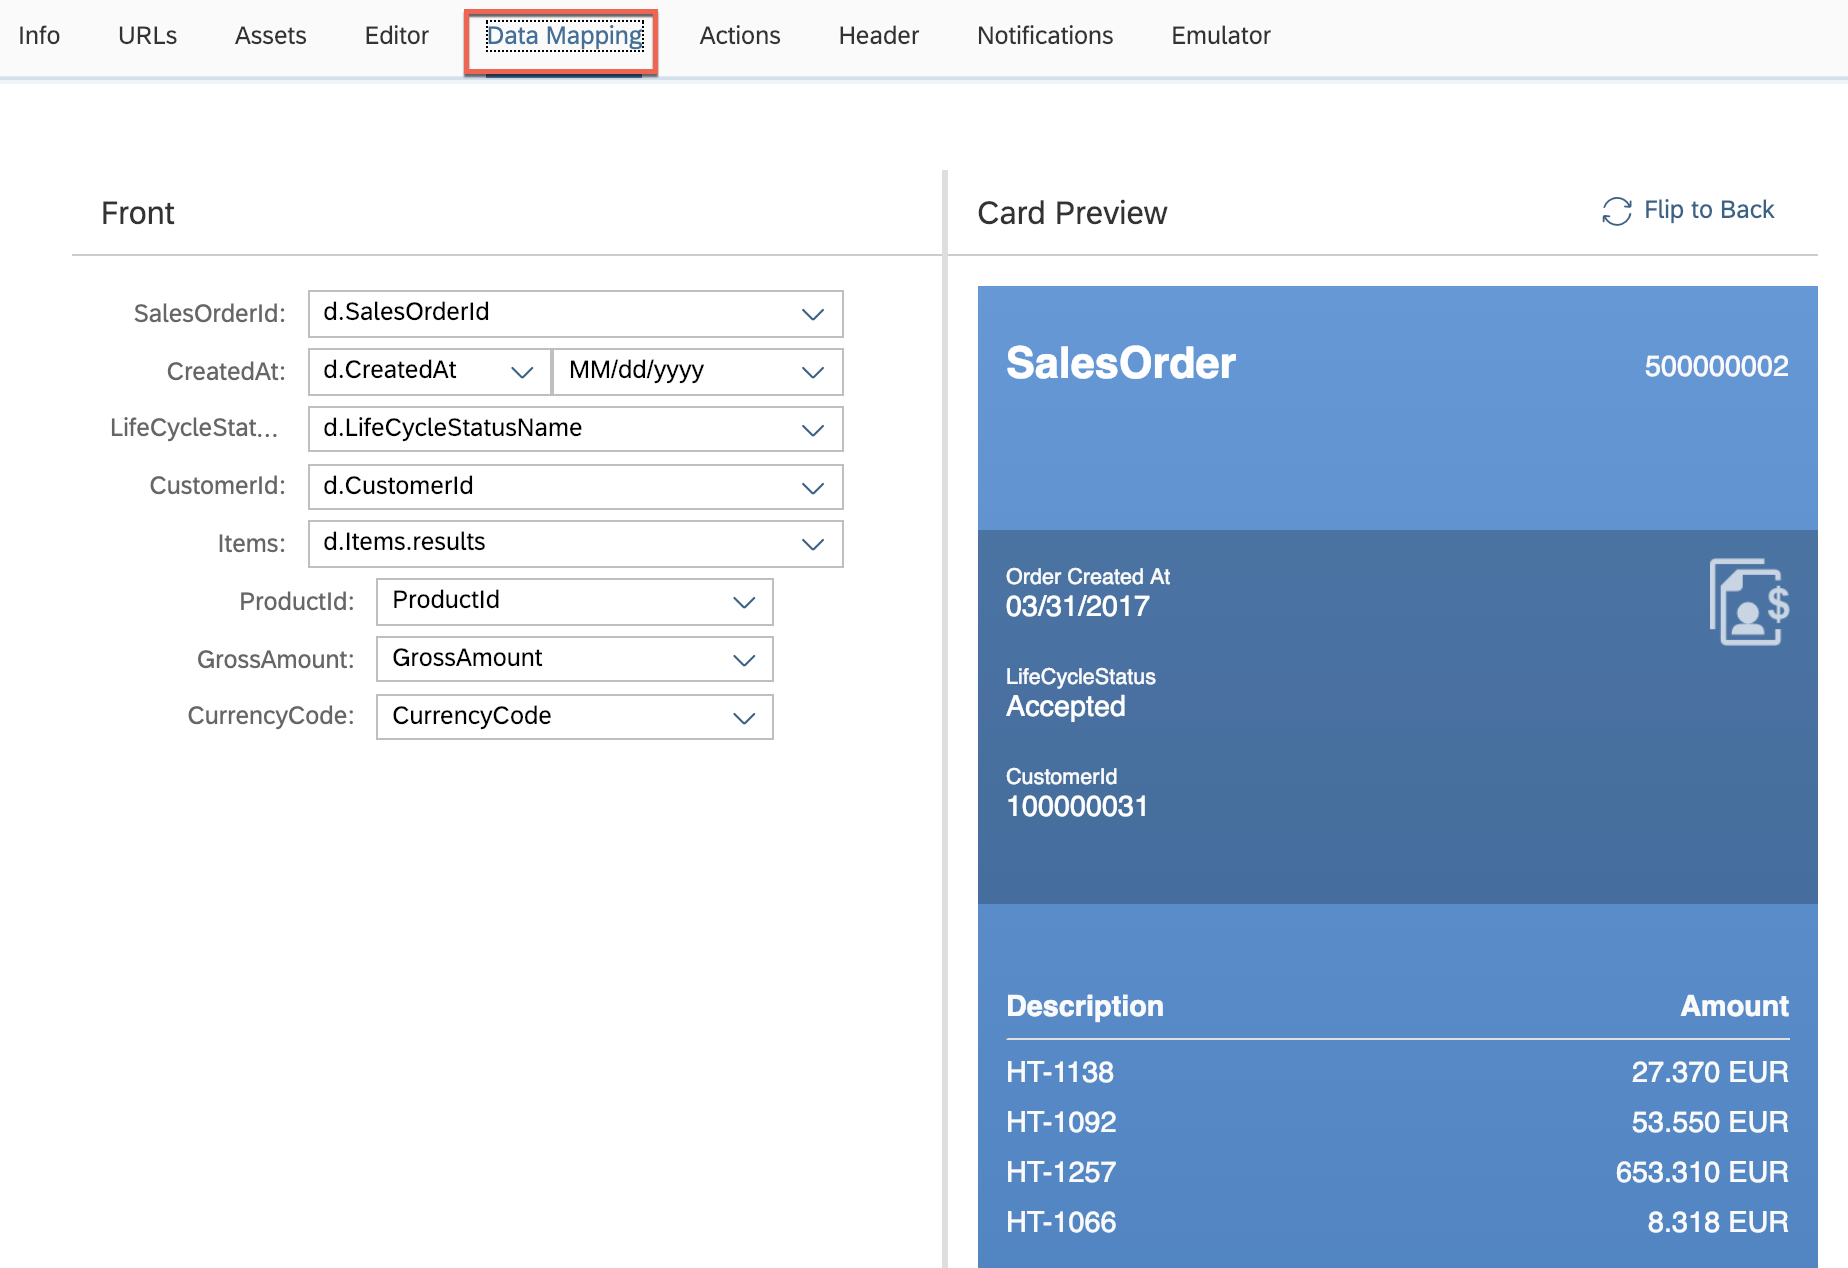 Info URLs Assets Editor Data Mapping Actions Header Notifications Emulator
Front
SalesOrderId: d.SalesOrderId
CreatedAt: d.CreatedAt MM/dd/yyyy
LifeCycleStat... d.LifeCycleStatusName
CustomerId: d.CustomerId
Items: d.Items.results
ProductId: ProductId
GrossAmount: GrossAmount
CurrencyCode: CurrencyCode
Card Preview Flip to Back
SalesOrder 500000002
Order Created At
03/31/2017
$
LifeCycleStatus
Accepted
CustomerId
100000031
Description Amount
HT-1138 27.370 EUR
HT-1092 53.550 EUR
HT-1257 653.310 EUR
HT-1066 8.318 EUR